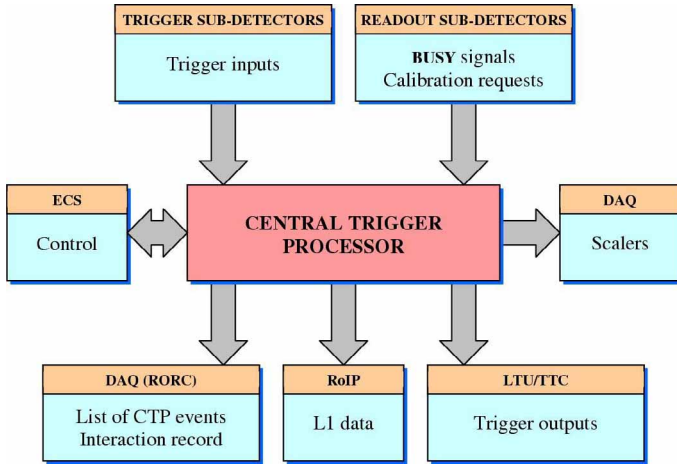 TRIGGER SUB-DETECTORS
Trigger inputs
READOUT SUB-DETECTORS
BUSY signals
Calibration requests
ECS
Control
CENTRAL TRIGGER
PROCESSOR
DAQ
Scalers
DAQ (RORC)
List of CTP events
Interaction record
RoIP
L1 data
LTU/TTC
Trigger outputs